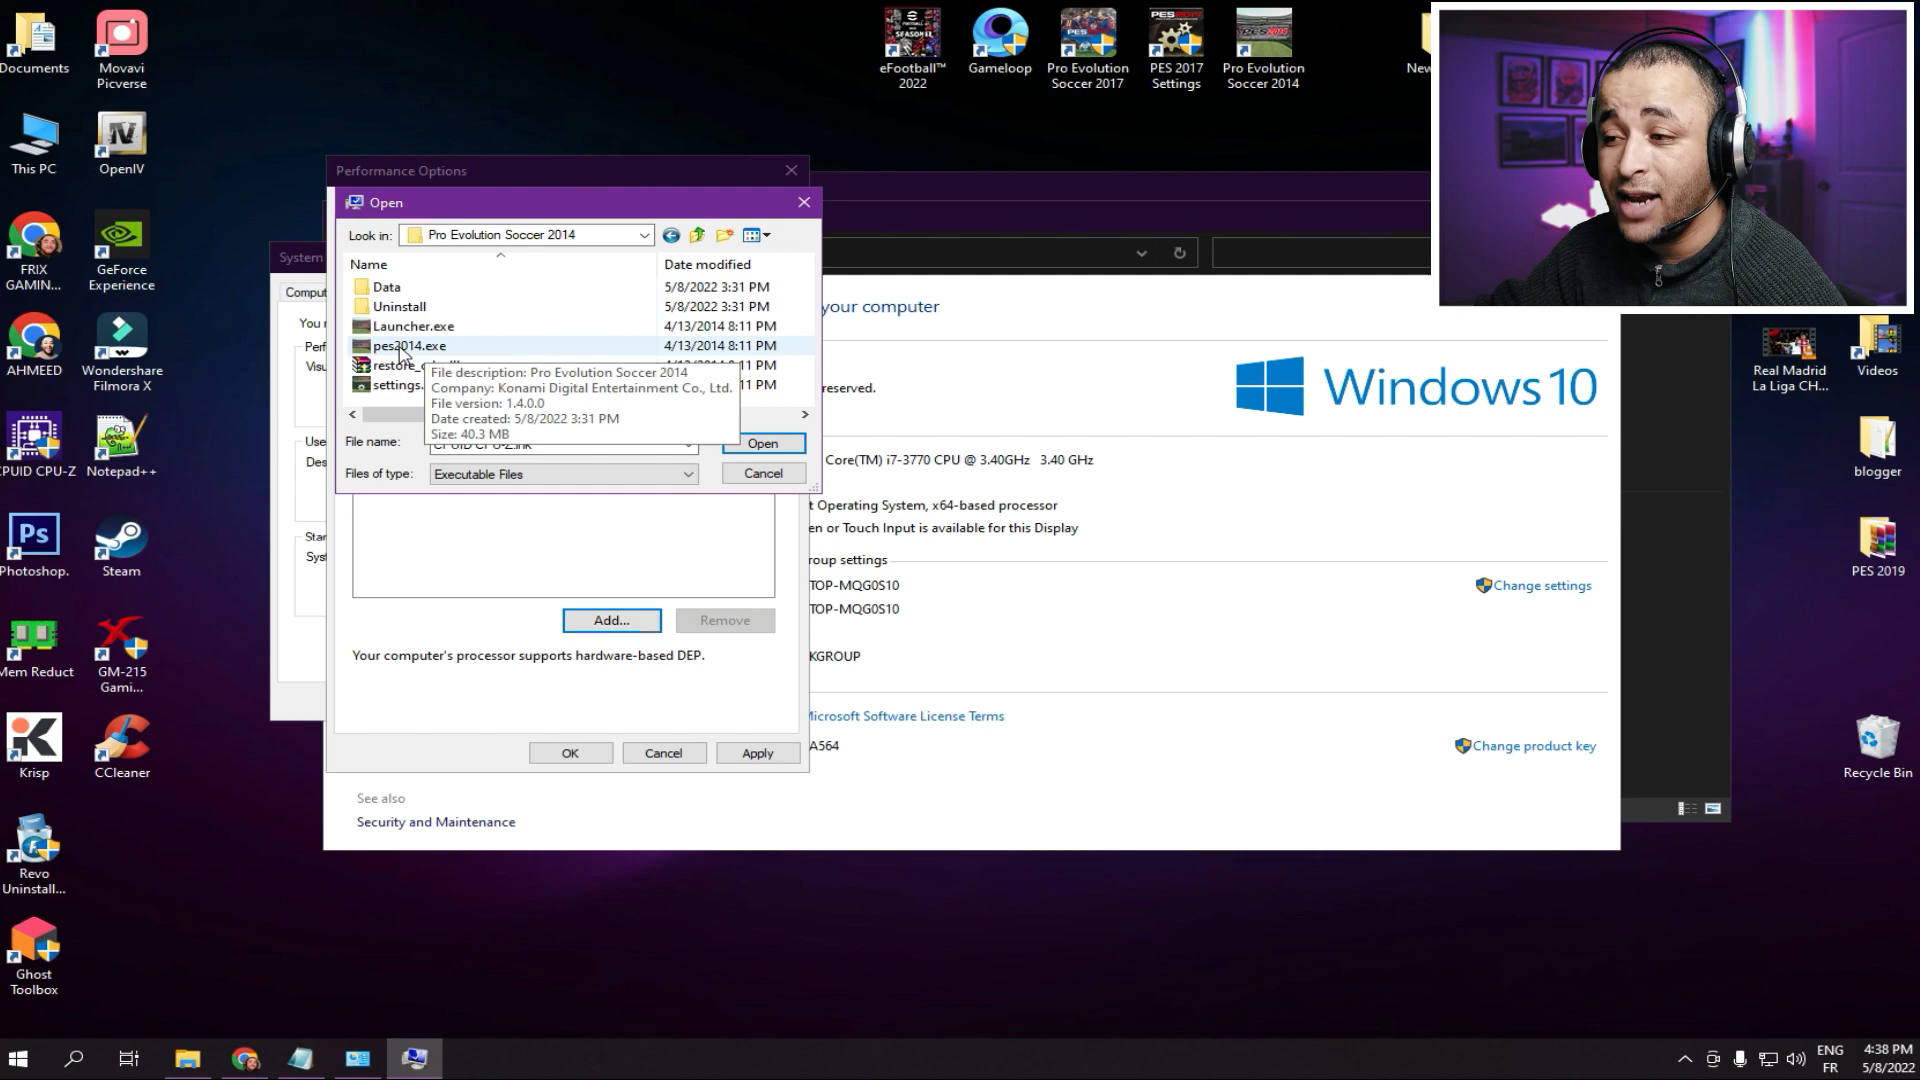 Documents
Movavi
Picverse
This PC
OpenIV
FRIX
GAMIN...
GeForce
Experience
AHMEED
Wondershare
Filmora X
CPUID CPU-Z
Notepad++
Ps
Photoshop.
Steam
Mem Reduct
GM-215
Gami...
Krisp
CCleaner
Revo
Uninstall...
Ghost
Toolbox
eFootball™
2022
Gameloop
Pro Evolution
Soccer 2017
PES 2017
Settings
Pro Evolution
Soccer 2014
New
Performance Options
Open
Look in:
Pro Evolution Soccer 2014
Name
Date modified
Data
5/8/2022 3:31 PM
Uninstall
5/8/2022 3:31 PM
Launcher.exe
4/13/2014 8:11 PM
pes2014.exe
4/13/2014 8:11 PM
settings.
11 PM
File description: Pro Evolution Soccer 2014
Company: Konami Digital Entertainment Co., Ltd.
File version: 1.4.0.0
Date created: 5/8/2022 3:31 PM
Size: 40.3 MB
File name:
CPUID CPU-Z.lnk
Open
Files of type:
Executable Files
Cancel
Add...
Remove
Your computer's processor supports hardware-based DEP.
OK
Cancel
Apply
System
Comput
You r
Perf
Visu
Use
Des
Star
Syst
your computer
reserved.
Windows 10
Core(TM) i7-3770 CPU @ 3.40GHz 3.40 GHz
t Operating System, x64-based processor
en or Touch Input is available for this Display
roup settings
TOP-MQG0S10
Change settings
TOP-MQG0S10
KGROUP
Microsoft Software License Terms
A564
Change product key
See also
Security and Maintenance
Real Madrid
La Liga CH...
Videos
blogger
PES 2019
Recycle Bin
ENG
FR
4:38 PM
5/8/2022